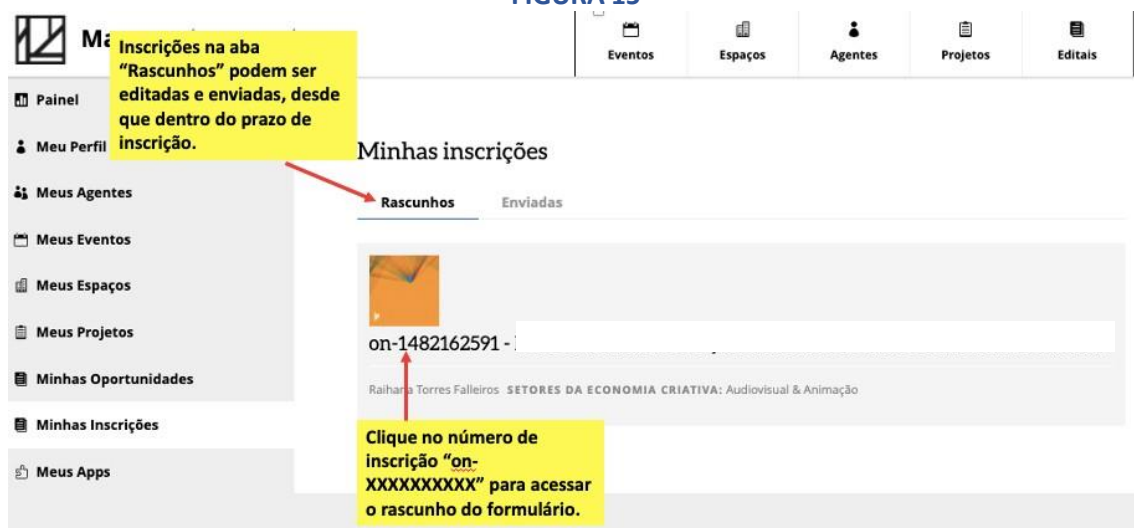 Eventos
Espaços
Agentes
Projetos
Editais
Inscrições na aba
“Rascunhos” podem ser
editadas e enviadas, desde
que dentro do prazo de
inscrição.
Painel
Meu Perfil
Meus Agentes
Meus Eventos
Meus Espaços
Meus Projetos
Minhas Oportunidades
Minhas Inscrições
Meus Apps
Minhas inscrições
Rascunhos
Enviadas
on-1482162591 -
Raihana Torres Falleiros SETORES DA ECONOMIA CRIATIVA: Audiovisual & Animação
Clique no número de
inscrição “on-
XXXXXXXXXX” para acessar
o rascunho do formulário.